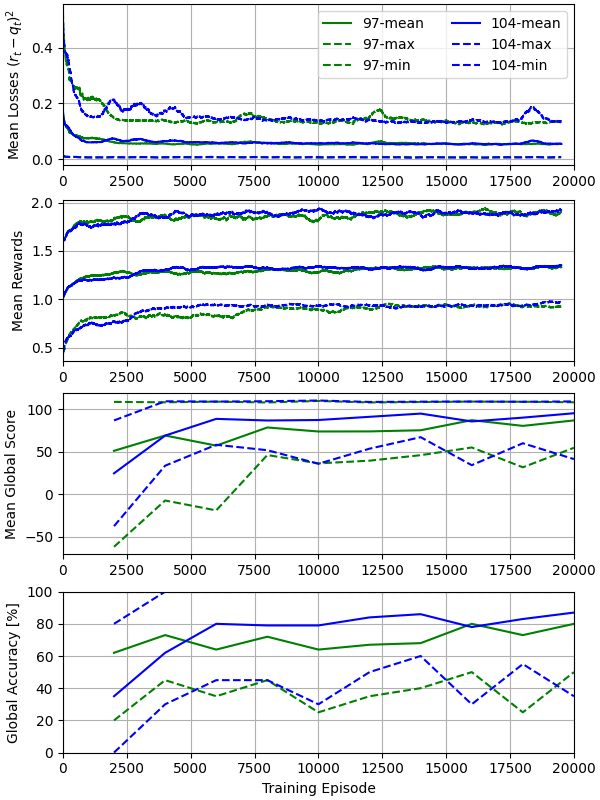 Mean Losses $(r_t - q_t)^2$
0.4
0.2
0.0
97-mean
97-max
97-min
104-mean
104-max
104-min
0 2500 5000 7500 10000 12500 15000 17500 20000
Mean Rewards
2.0
1.5
1.0
0.5
0 2500 5000 7500 10000 12500 15000 17500 20000
Mean Global Score
100
50
0
−50
0 2500 5000 7500 10000 12500 15000 17500 20000
Global Accuracy [%]
100
80
60
40
20
0
0 2500 5000 7500 10000 12500 15000 17500 20000
Training Episode